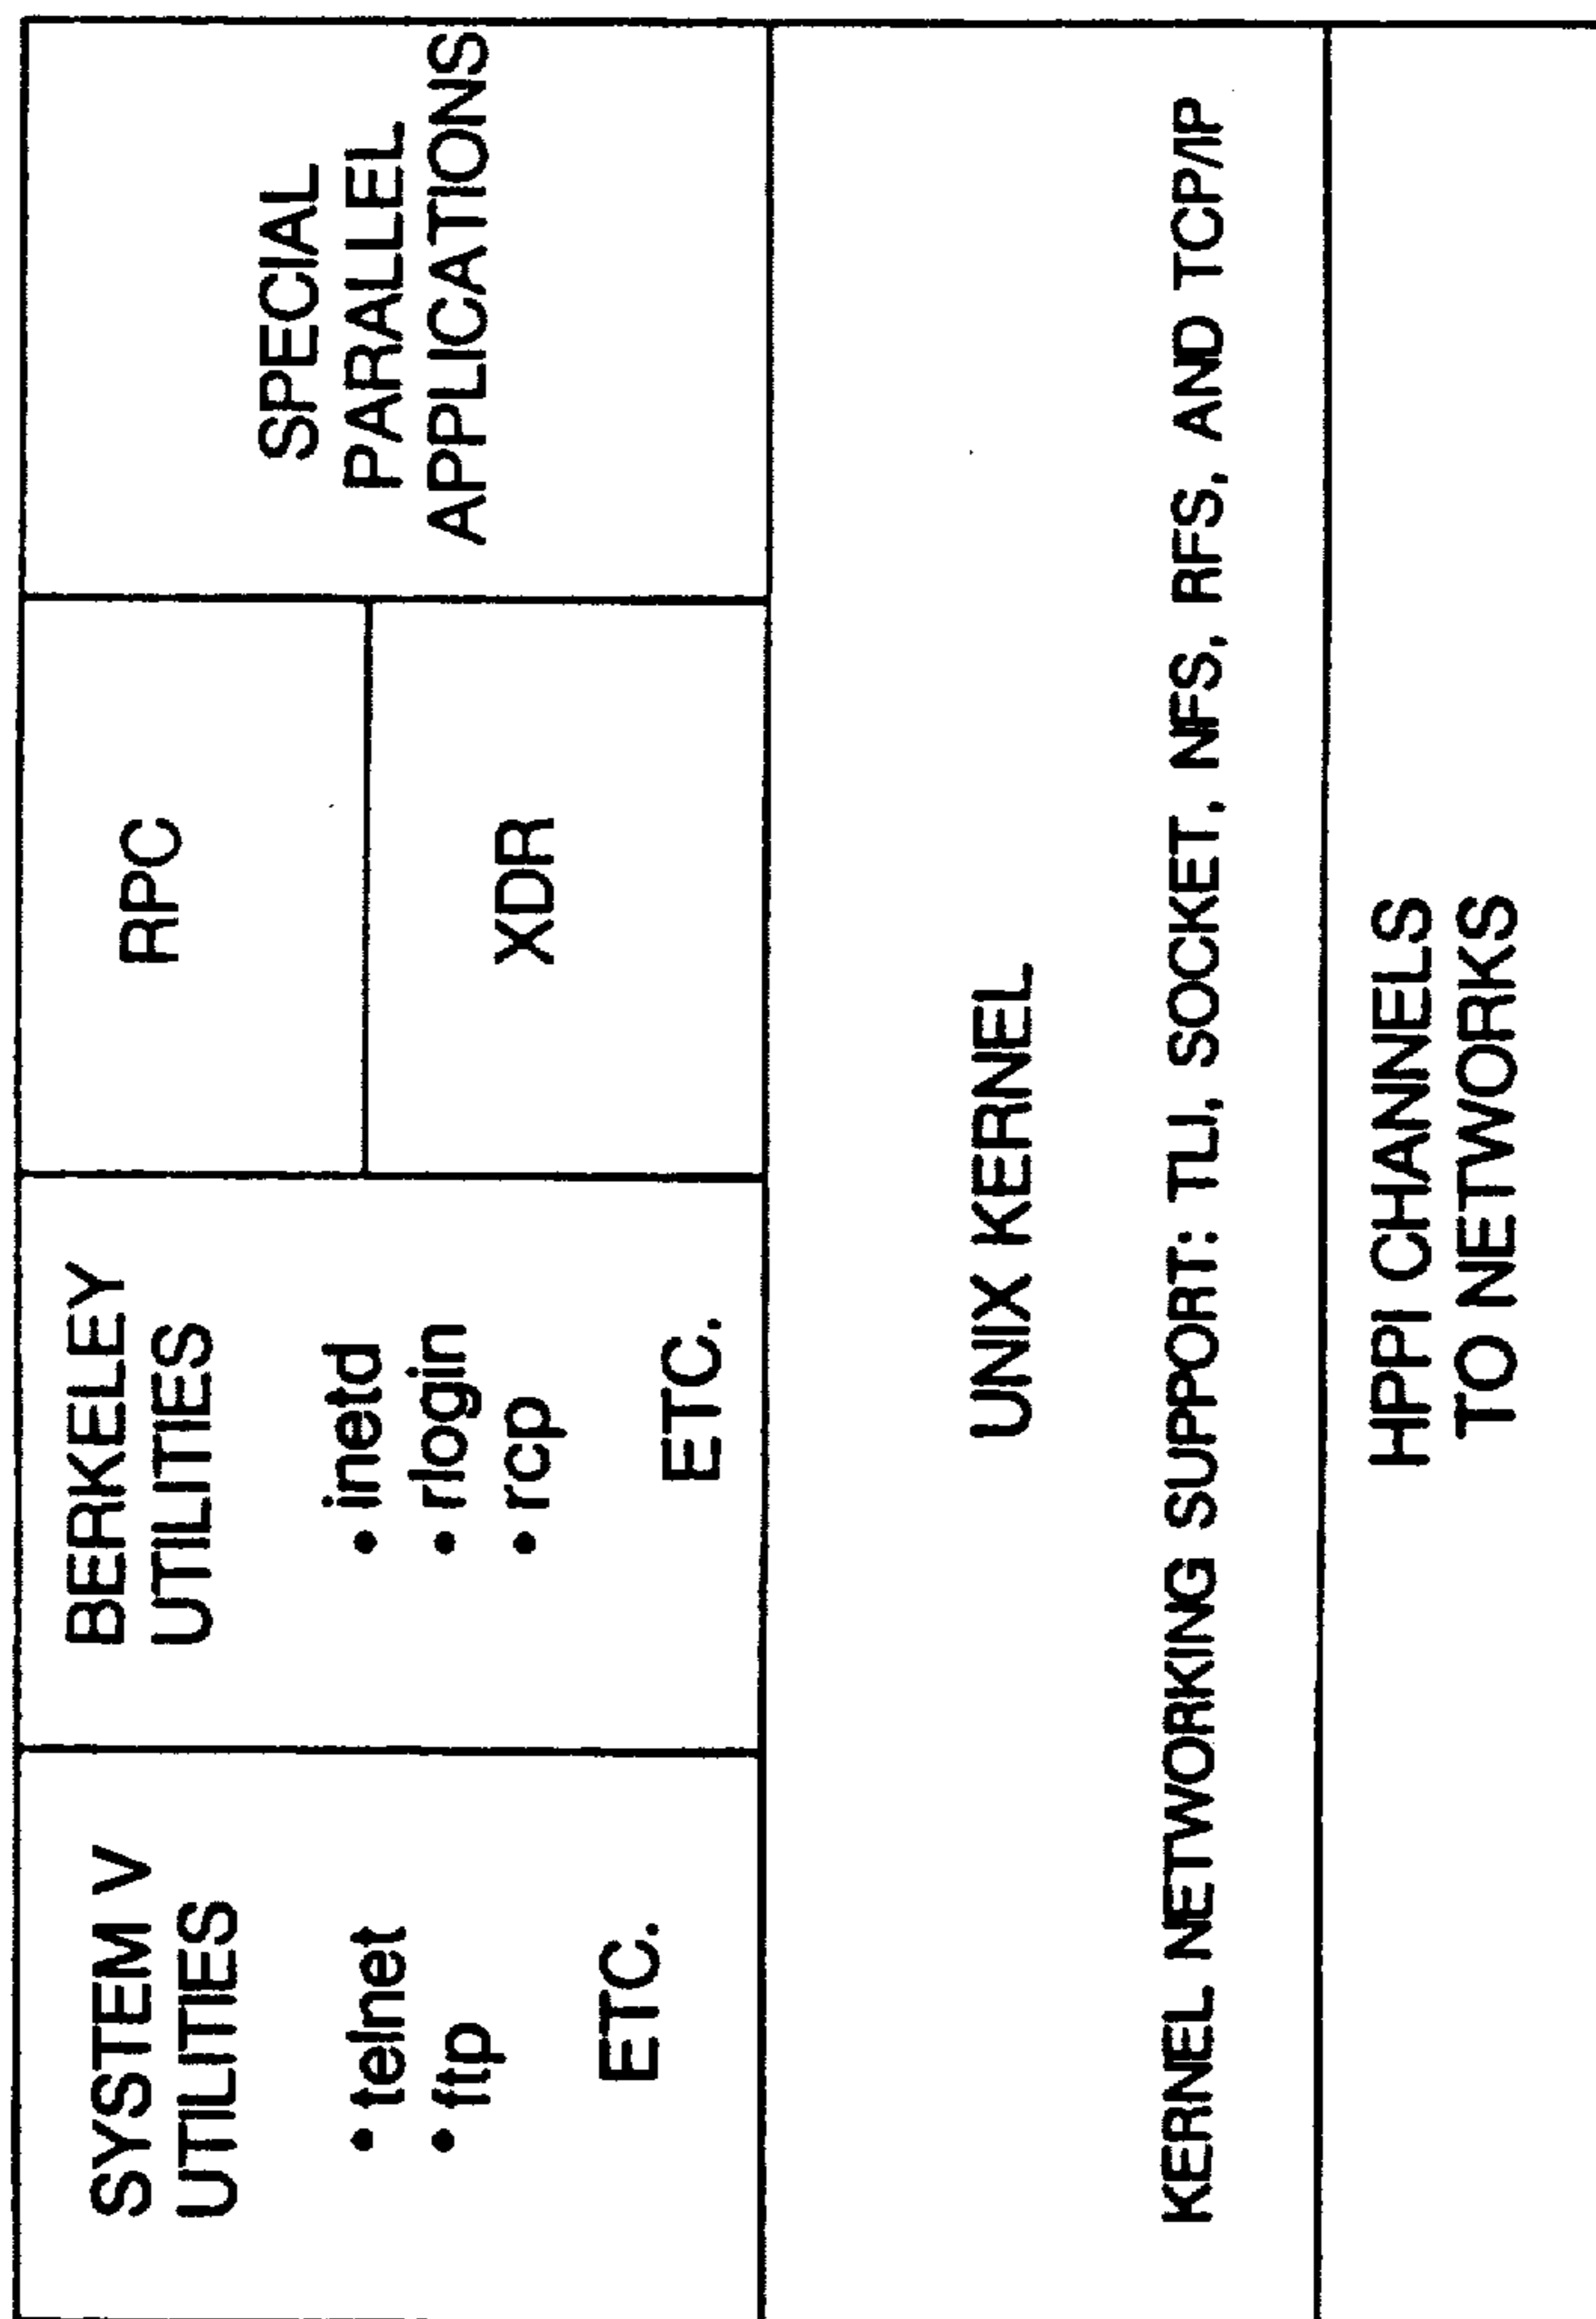 SYSTEM V
UTILITIES
• telnet
• ftp
ETC.
BERKELEY
UTILITIES
• inetd
• rlogin
• rcp
ETC.
RPC
XDR
SPECIAL
PARALLEL
APPLICATIONS
UNIX KERNEL
KERNEL NETWORKING SUPPORT: TLI, SOCKET, NFS, RFS, AND TCP/IP
HPPI CHANNELS
TO NETWORKS